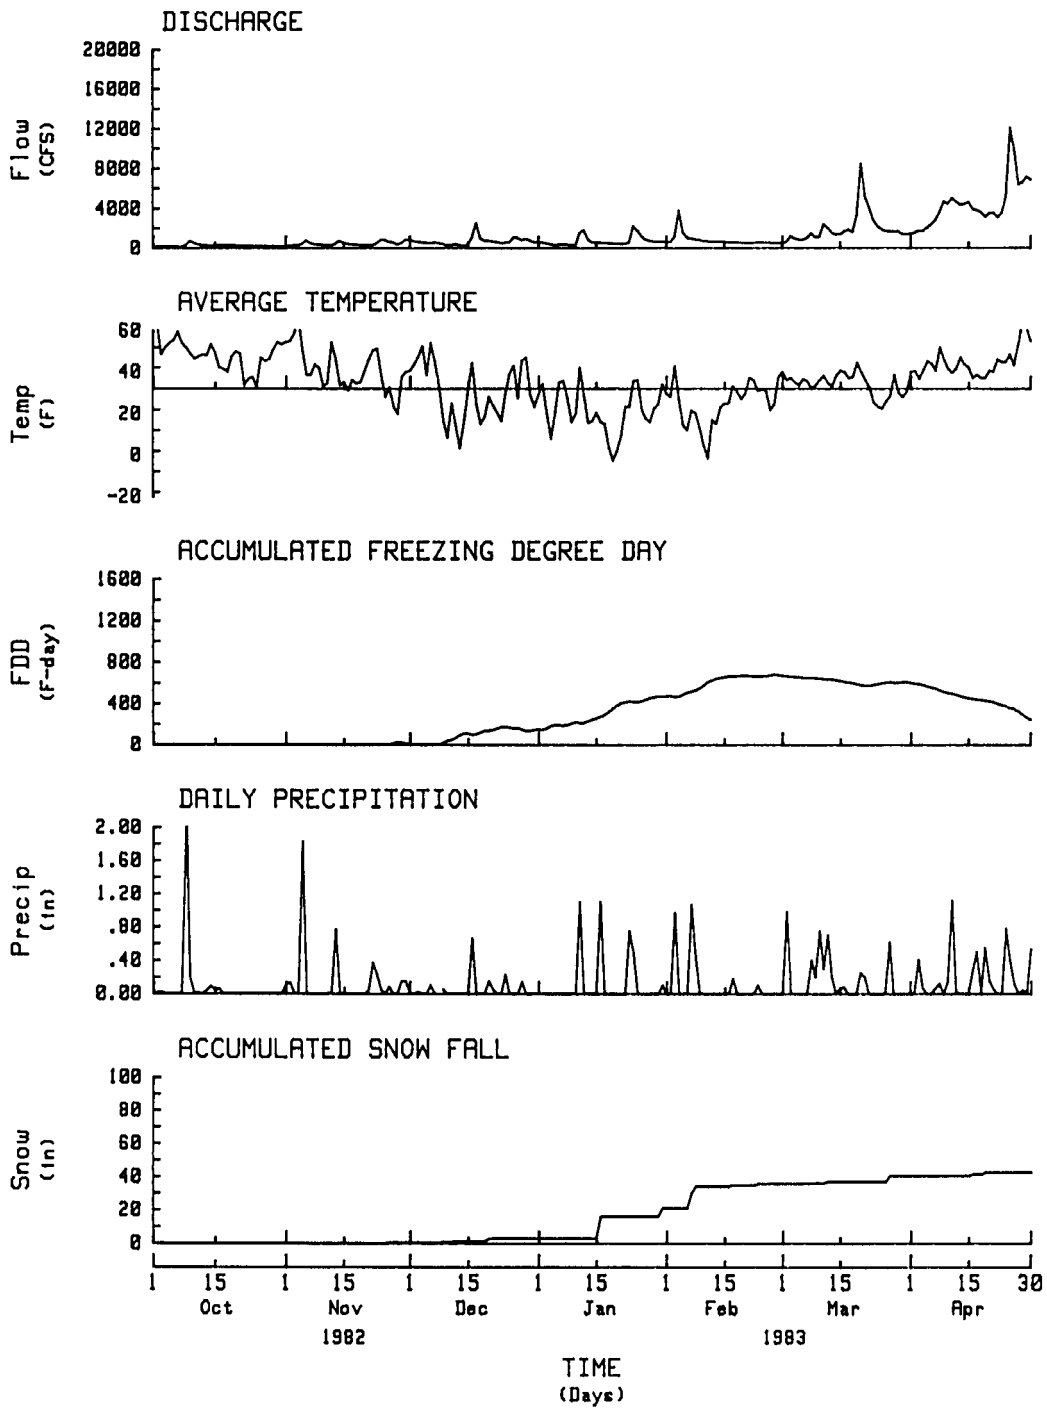 DISCHARGE
20000
16000
12000
8000
4000
0
Flow
(CFS)
AVERAGE TEMPERATURE
60
40
20
0
-20
Temp
(F)
ACCUMULATED FREEZING DEGREE DAY
1600
1200
800
400
0
FDD
(F-day)
DAILY PRECIPITATION
2.00
1.60
1.20
.80
.40
0.00
Precip
(in)
ACCUMULATED SNOW FALL
100
80
60
40
20
0
Snow
(in)
1 15 1 15 1 15 1 15 1 15 1 15 1 15 30
Oct Nov Dec Jan Feb Mar Apr
1982 1983
TIME
(Days)